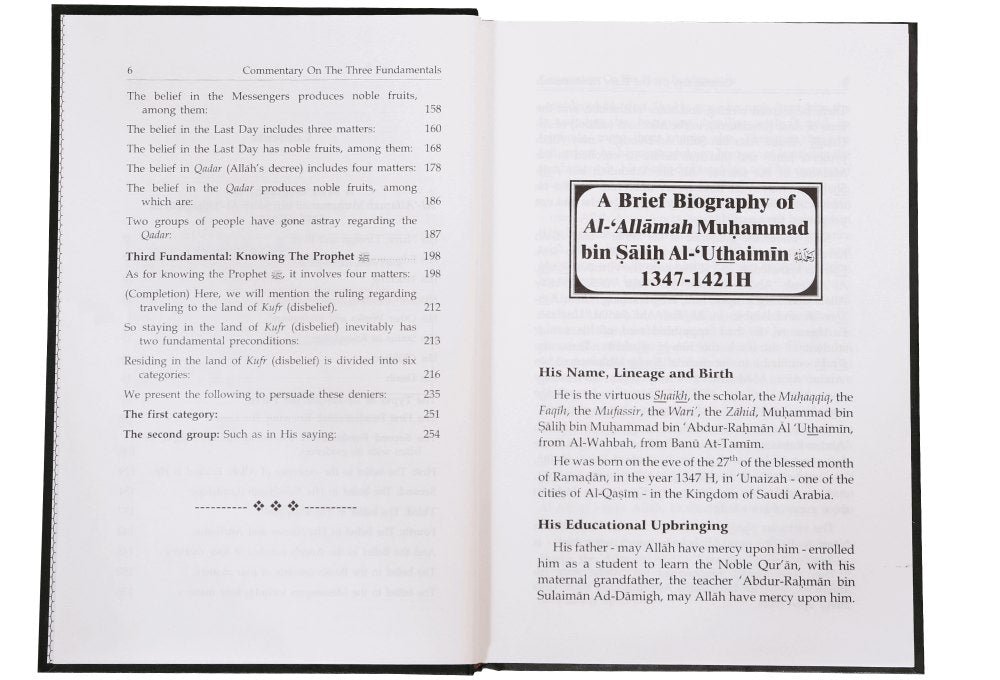 6 Commentary On The Three Fundamentals
The belief in the Messengers produces noble fruits,
among them: 158
The belief in the Last Day includes three matters: 160
The belief in the Last Day has noble fruits, among them: 168
The belief in Qadar (Allāh's decree) includes four matters: 178
The belief in the Qadar produces noble fruits, among
which are: 186
Two groups of people have gone astray regarding the
Qadar: 187
Third Fundamental: Knowing The Prophet ﷺ .............. 198
As for knowing the Prophet ﷺ, it involves four matters: 198
(Completion) Here, we will mention the ruling regarding
traveling to the land of Kufr (disbelief). 212
So staying in the land of Kufr (disbelief) inevitably has
two fundamental preconditions: 213
Residing in the land of Kufr (disbelief) is divided into six
categories: 216
We present the following to persuade these deniers: 235
The first category: 251
The second group: Such as in His saying: 254
A Brief Biography of
Al-'Allāmah Muḥammad
bin Ṣāliḥ Al-'Uthaimīn
1347-1421H
His Name, Lineage and Birth
He is the virtuous Shaikh, the scholar, the Muḥaqqiq, the
Faqīh, the Mufassir, the Wari', the Zāhid, Muḥammad bin
Ṣāliḥ bin Muḥammad bin 'Abdur-Raḥmān Āl 'Uthaimīn,
from Al-Wahbah, from Banū At-Tamīm.
He was born on the eve of the 27th of the blessed month
of Ramaḍān, in the year 1347 H, in 'Unaizah - one of the
cities of Al-Qaṣīm - in the Kingdom of Saudi Arabia.
His Educational Upbringing
His father - may Allāh have mercy upon him - enrolled
him as a student to learn the Noble Qur'ān, with his
maternal grandfather, the teacher 'Abdur-Raḥmān bin
Sulaimān Ad-Dāmigh, may Allāh have mercy upon him.